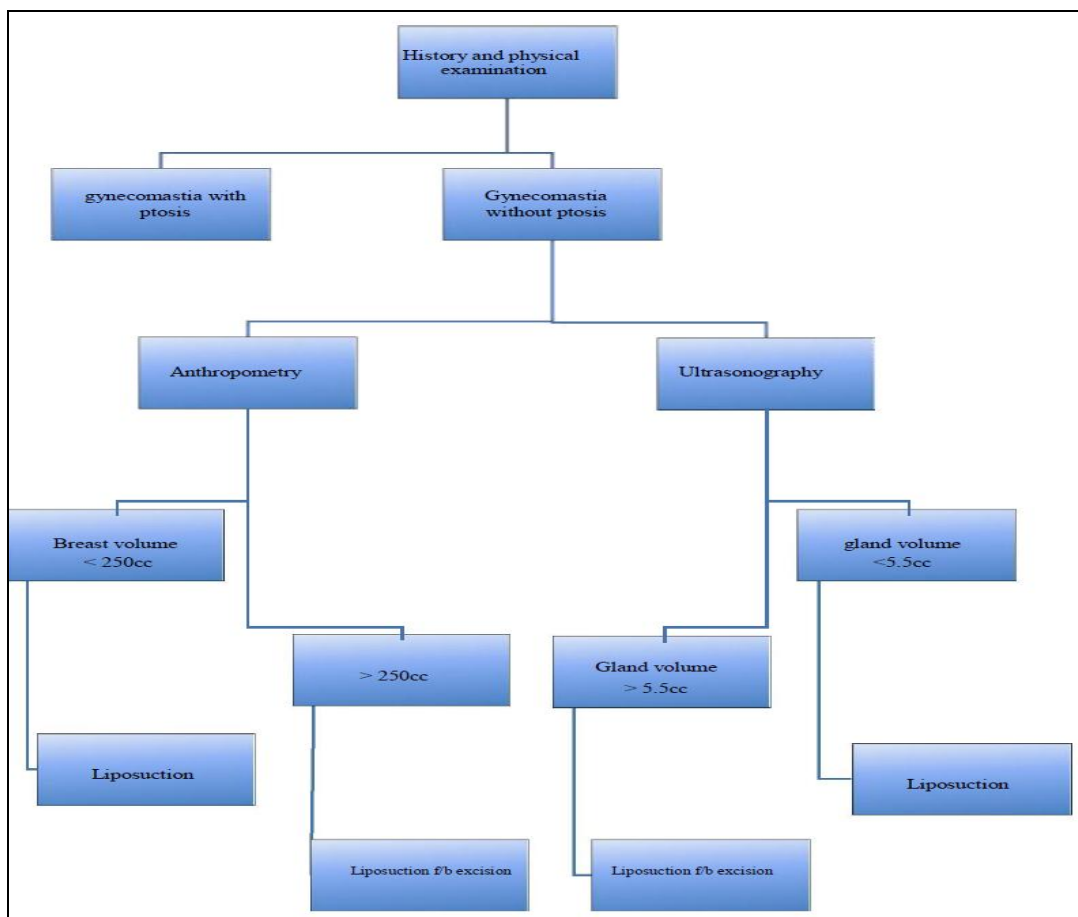 History and physical
examination
gynecomastia with
ptosis
Gynecomastia
without ptosis
Anthropometry
Ultrasonography
Breast volume
< 250cc
gland volume
<5.5cc
> 250cc
Gland volume
> 5.5cc
Liposuction
Liposuction
Liposuction f/b excision
Liposuction f/b excision